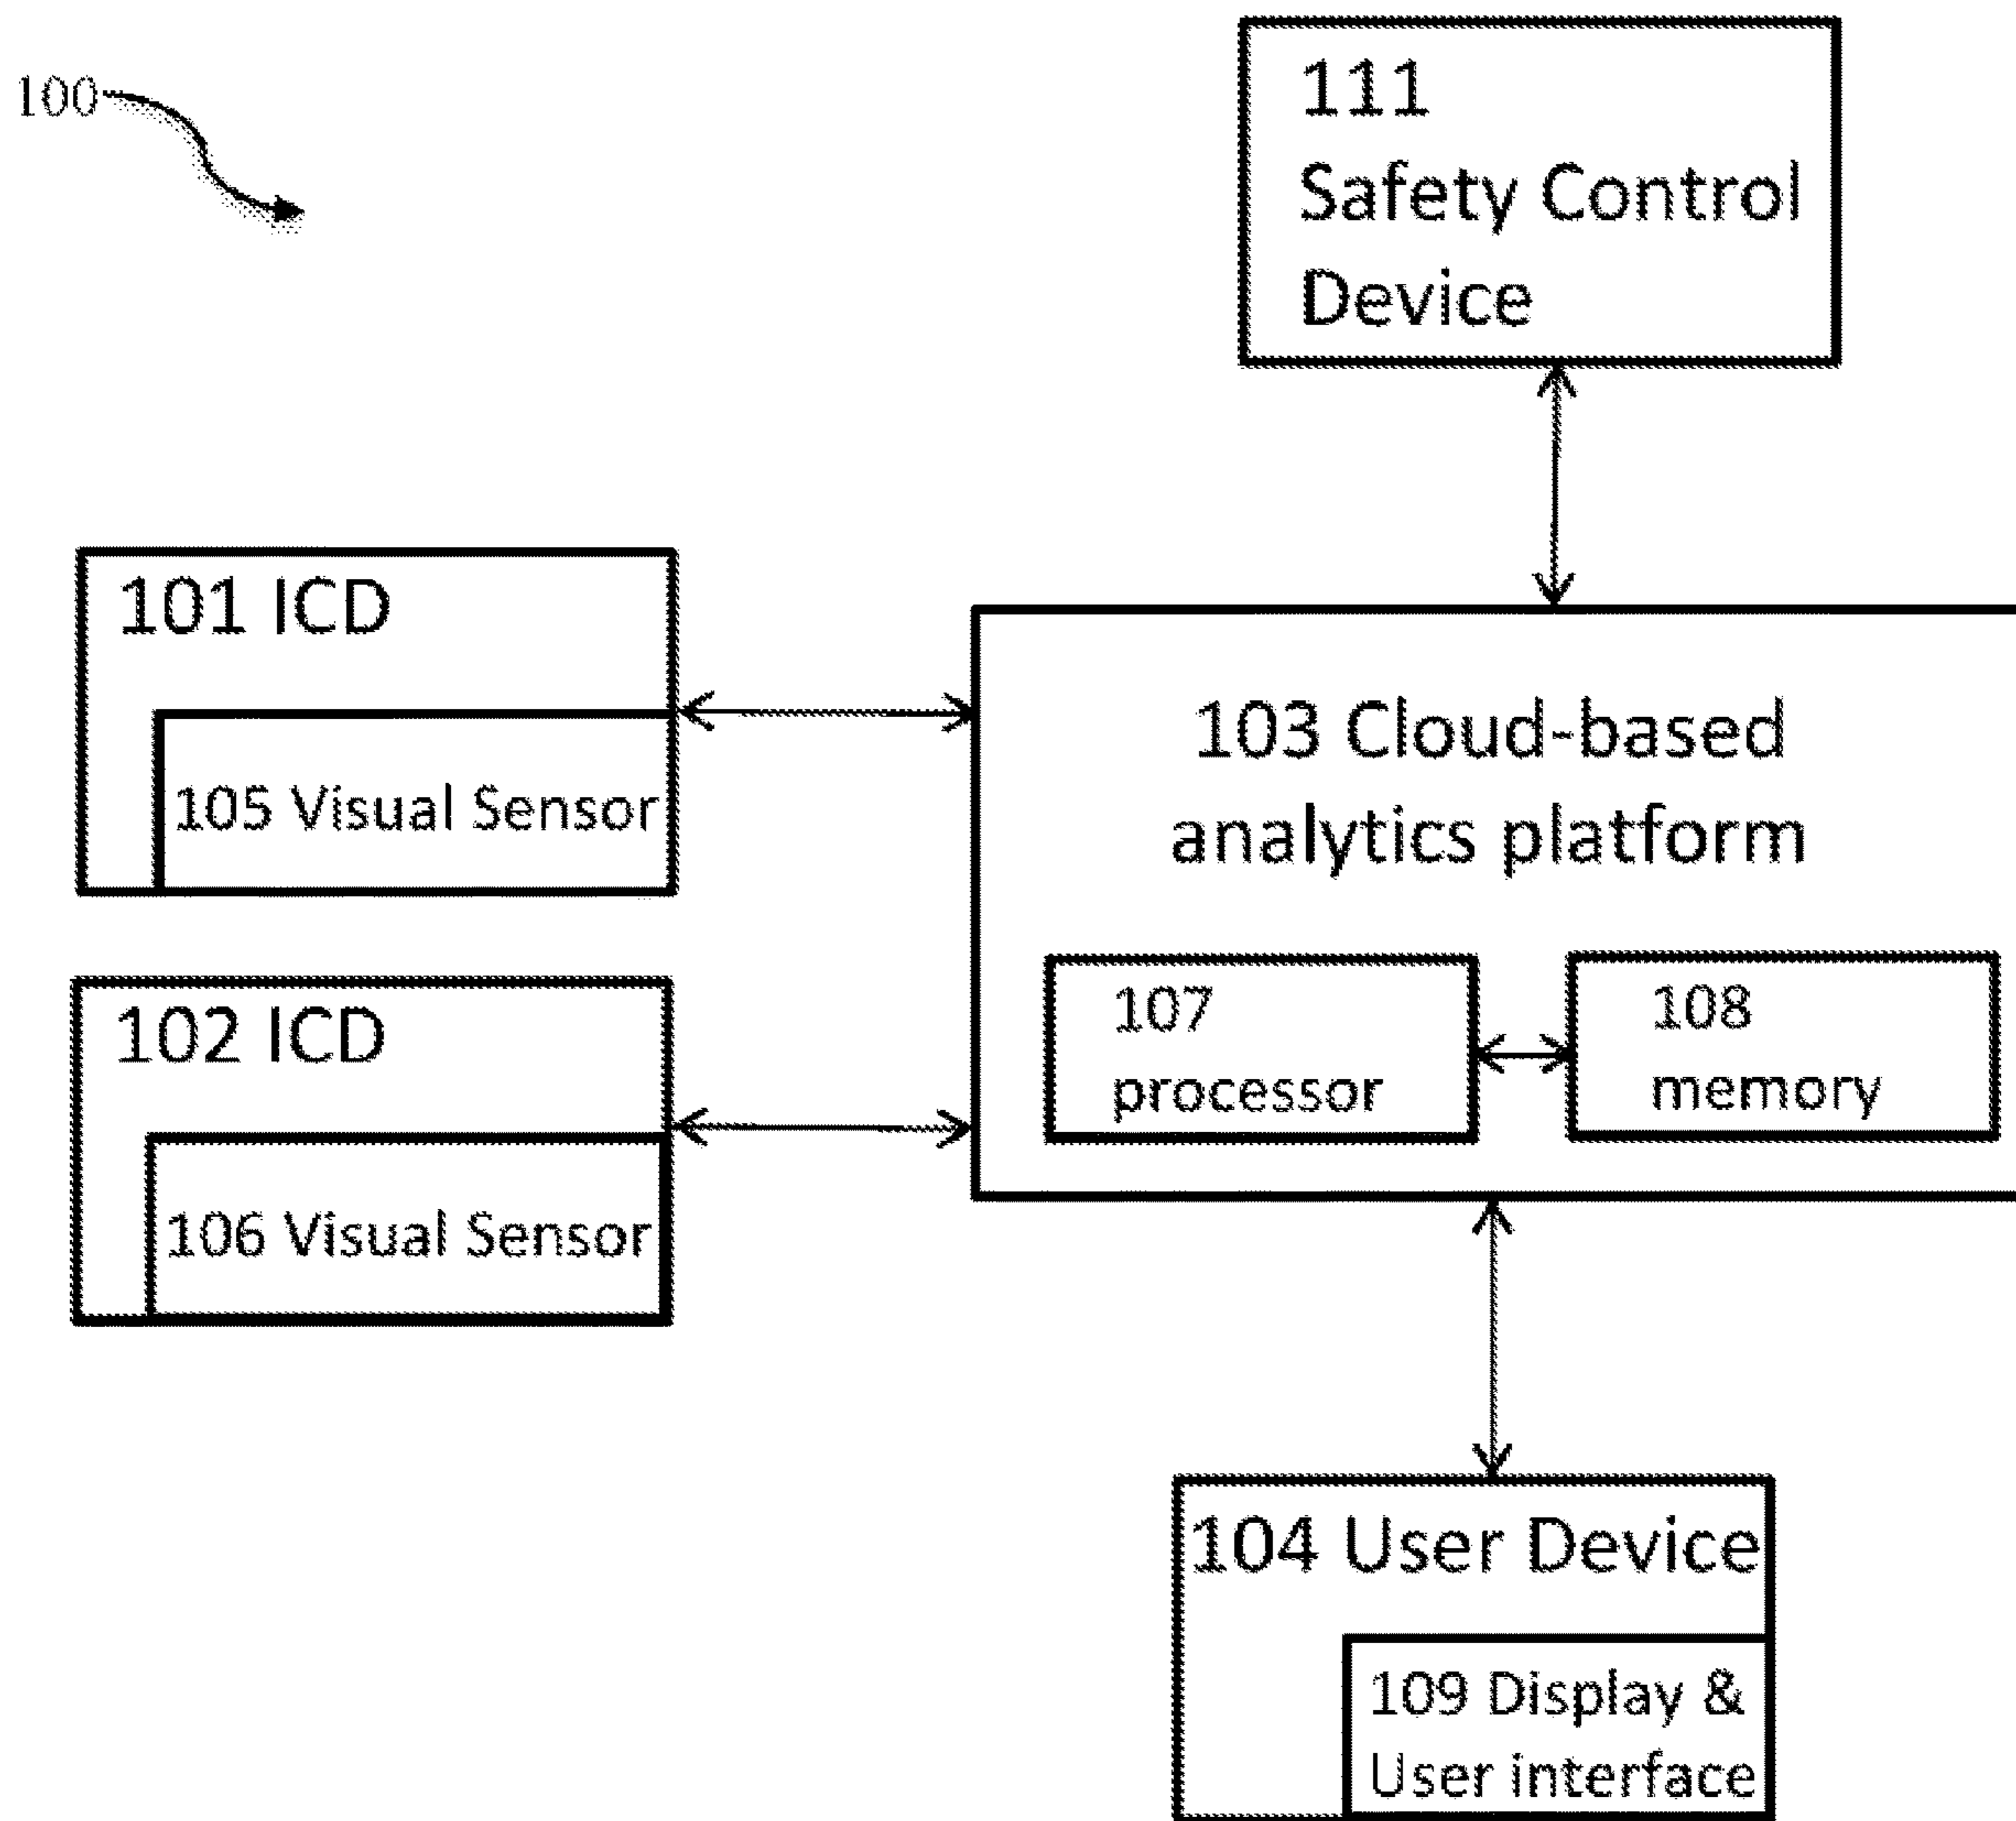 100
111
Safety Control
Device
101 ICD
105 Visual Sensor
103 Cloud-based
analytics platform
107
processor
108
memory
102 ICD
106 Visual Sensor
104 User Device
109 Display &
User interface